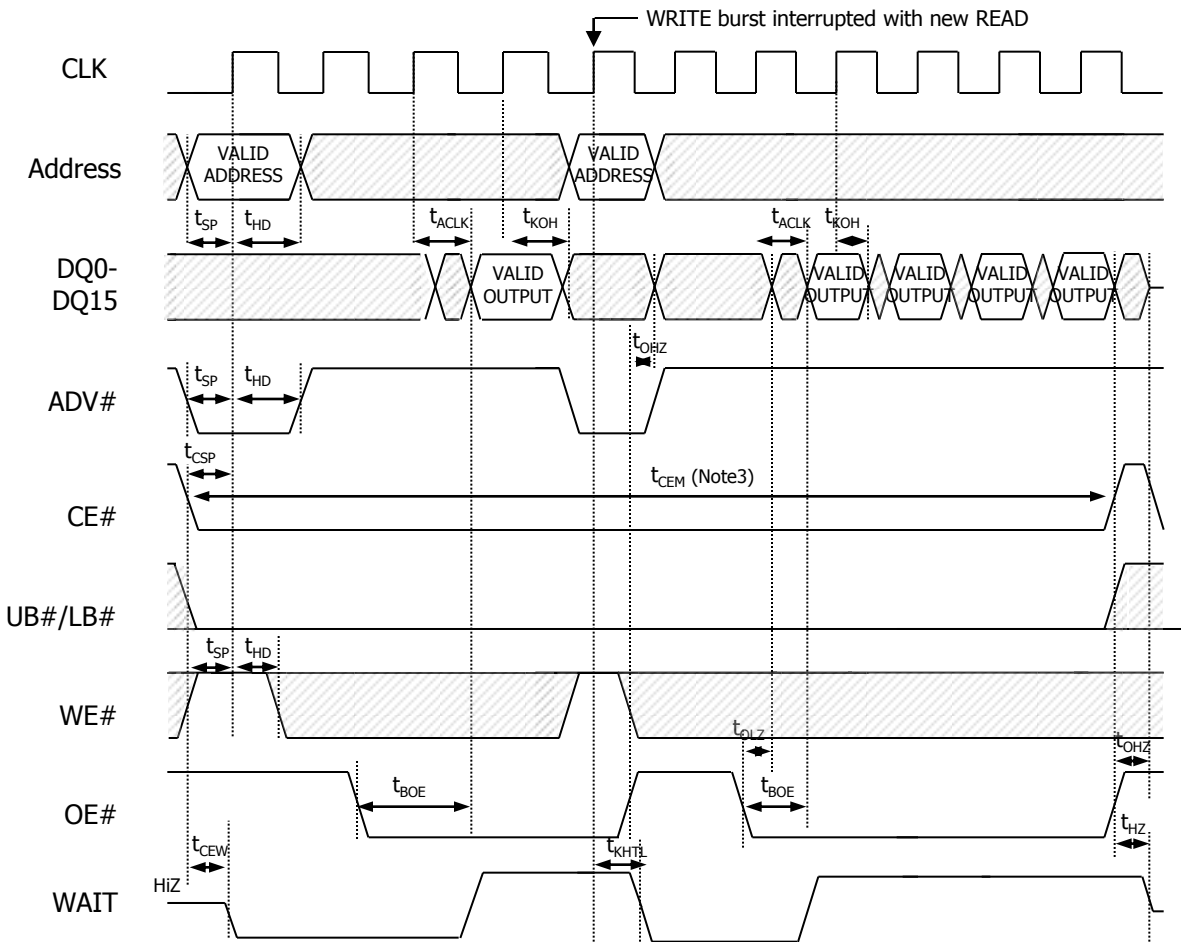 WRITE burst interrupted with new READ
CLK
Address
VALID
ADDRESS
VALID
ADDRESS
tSP
tHD
tACLK
tKOH
tACLK
tKOH
DQ0-
DQ15
VALID
OUTPUT
VALID
OUTPUT
VALID
OUTPUT
VALID
OUTPUT
VALID
OUTPUT
tOHZ
tSP
tHD
ADV#
tCSP
tCEM (Note3)
CE#
UB#/LB#
tSP
tHD
WE#
tOLZ
tOHZ
tBOE
tBOE
OE#
tCEW
tKHTL
tHZ
HiZ
WAIT